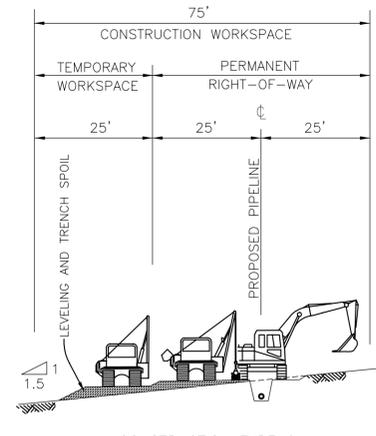 75'
CONSTRUCTION WORKSPACE
TEMPORARY
WORKSPACE
PERMANENT
RIGHT-OF-WAY
℄
25'
25'
25'
LEVELING AND TRENCH SPOIL
PROPOSED PIPELINE
1
1.5